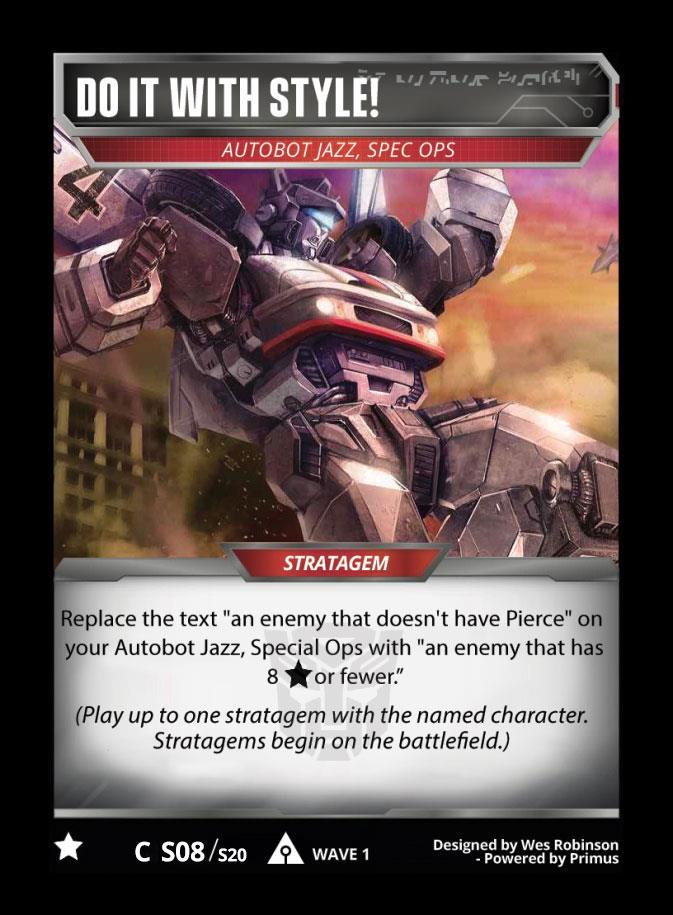 DO IT WITH STYLE!
AUTOBOT JAZZ, SPEC OPS
4
STRATAGEM
Replace the text "an enemy that doesn't have Pierce" on
your Autobot Jazz, Special Ops with "an enemy that has
8 ★ or fewer.”
(Play up to one stratagem with the named character.
Stratagems begin on the battlefield.)
★ C S08/S20 WAVE 1
Designed by Wes Robinson
- Powered by Primus